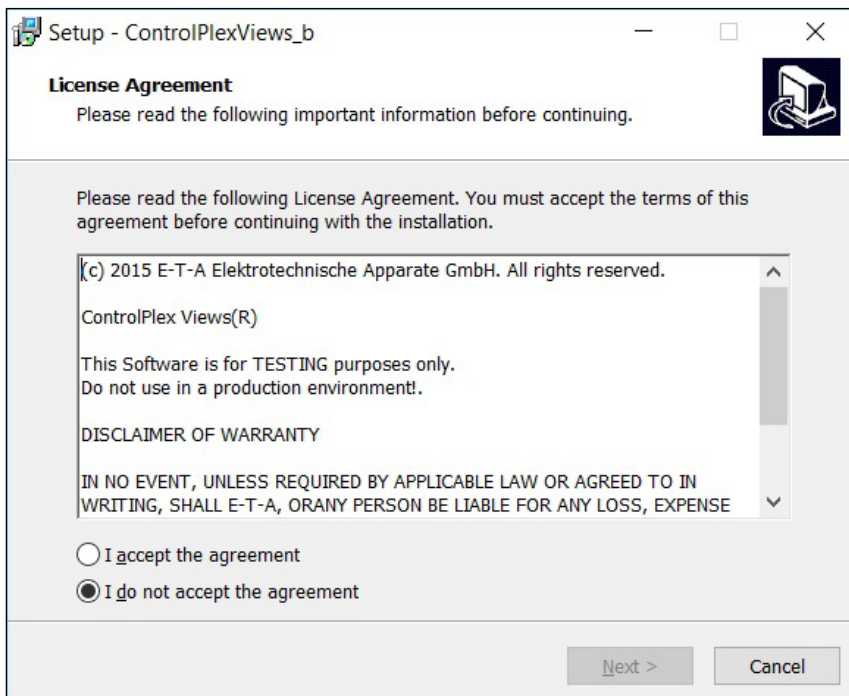 Setup - ControlPlexViews_b
License Agreement
Please read the following important information before continuing.
Please read the following License Agreement. You must accept the terms of this
agreement before continuing with the installation.
(c) 2015 E-T-A Elektrotechnische Apparate GmbH. All rights reserved.
ControlPlex Views(R)
This Software is for TESTING purposes only.
Do not use in a production environment!.
DISCLAIMER OF WARRANTY
IN NO EVENT, UNLESS REQUIRED BY APPLICABLE LAW OR AGREED TO IN
WRITING, SHALL E-T-A, ORANY PERSON BE LIABLE FOR ANY LOSS, EXPENSE
I accept the agreement
I do not accept the agreement
Next >
Cancel